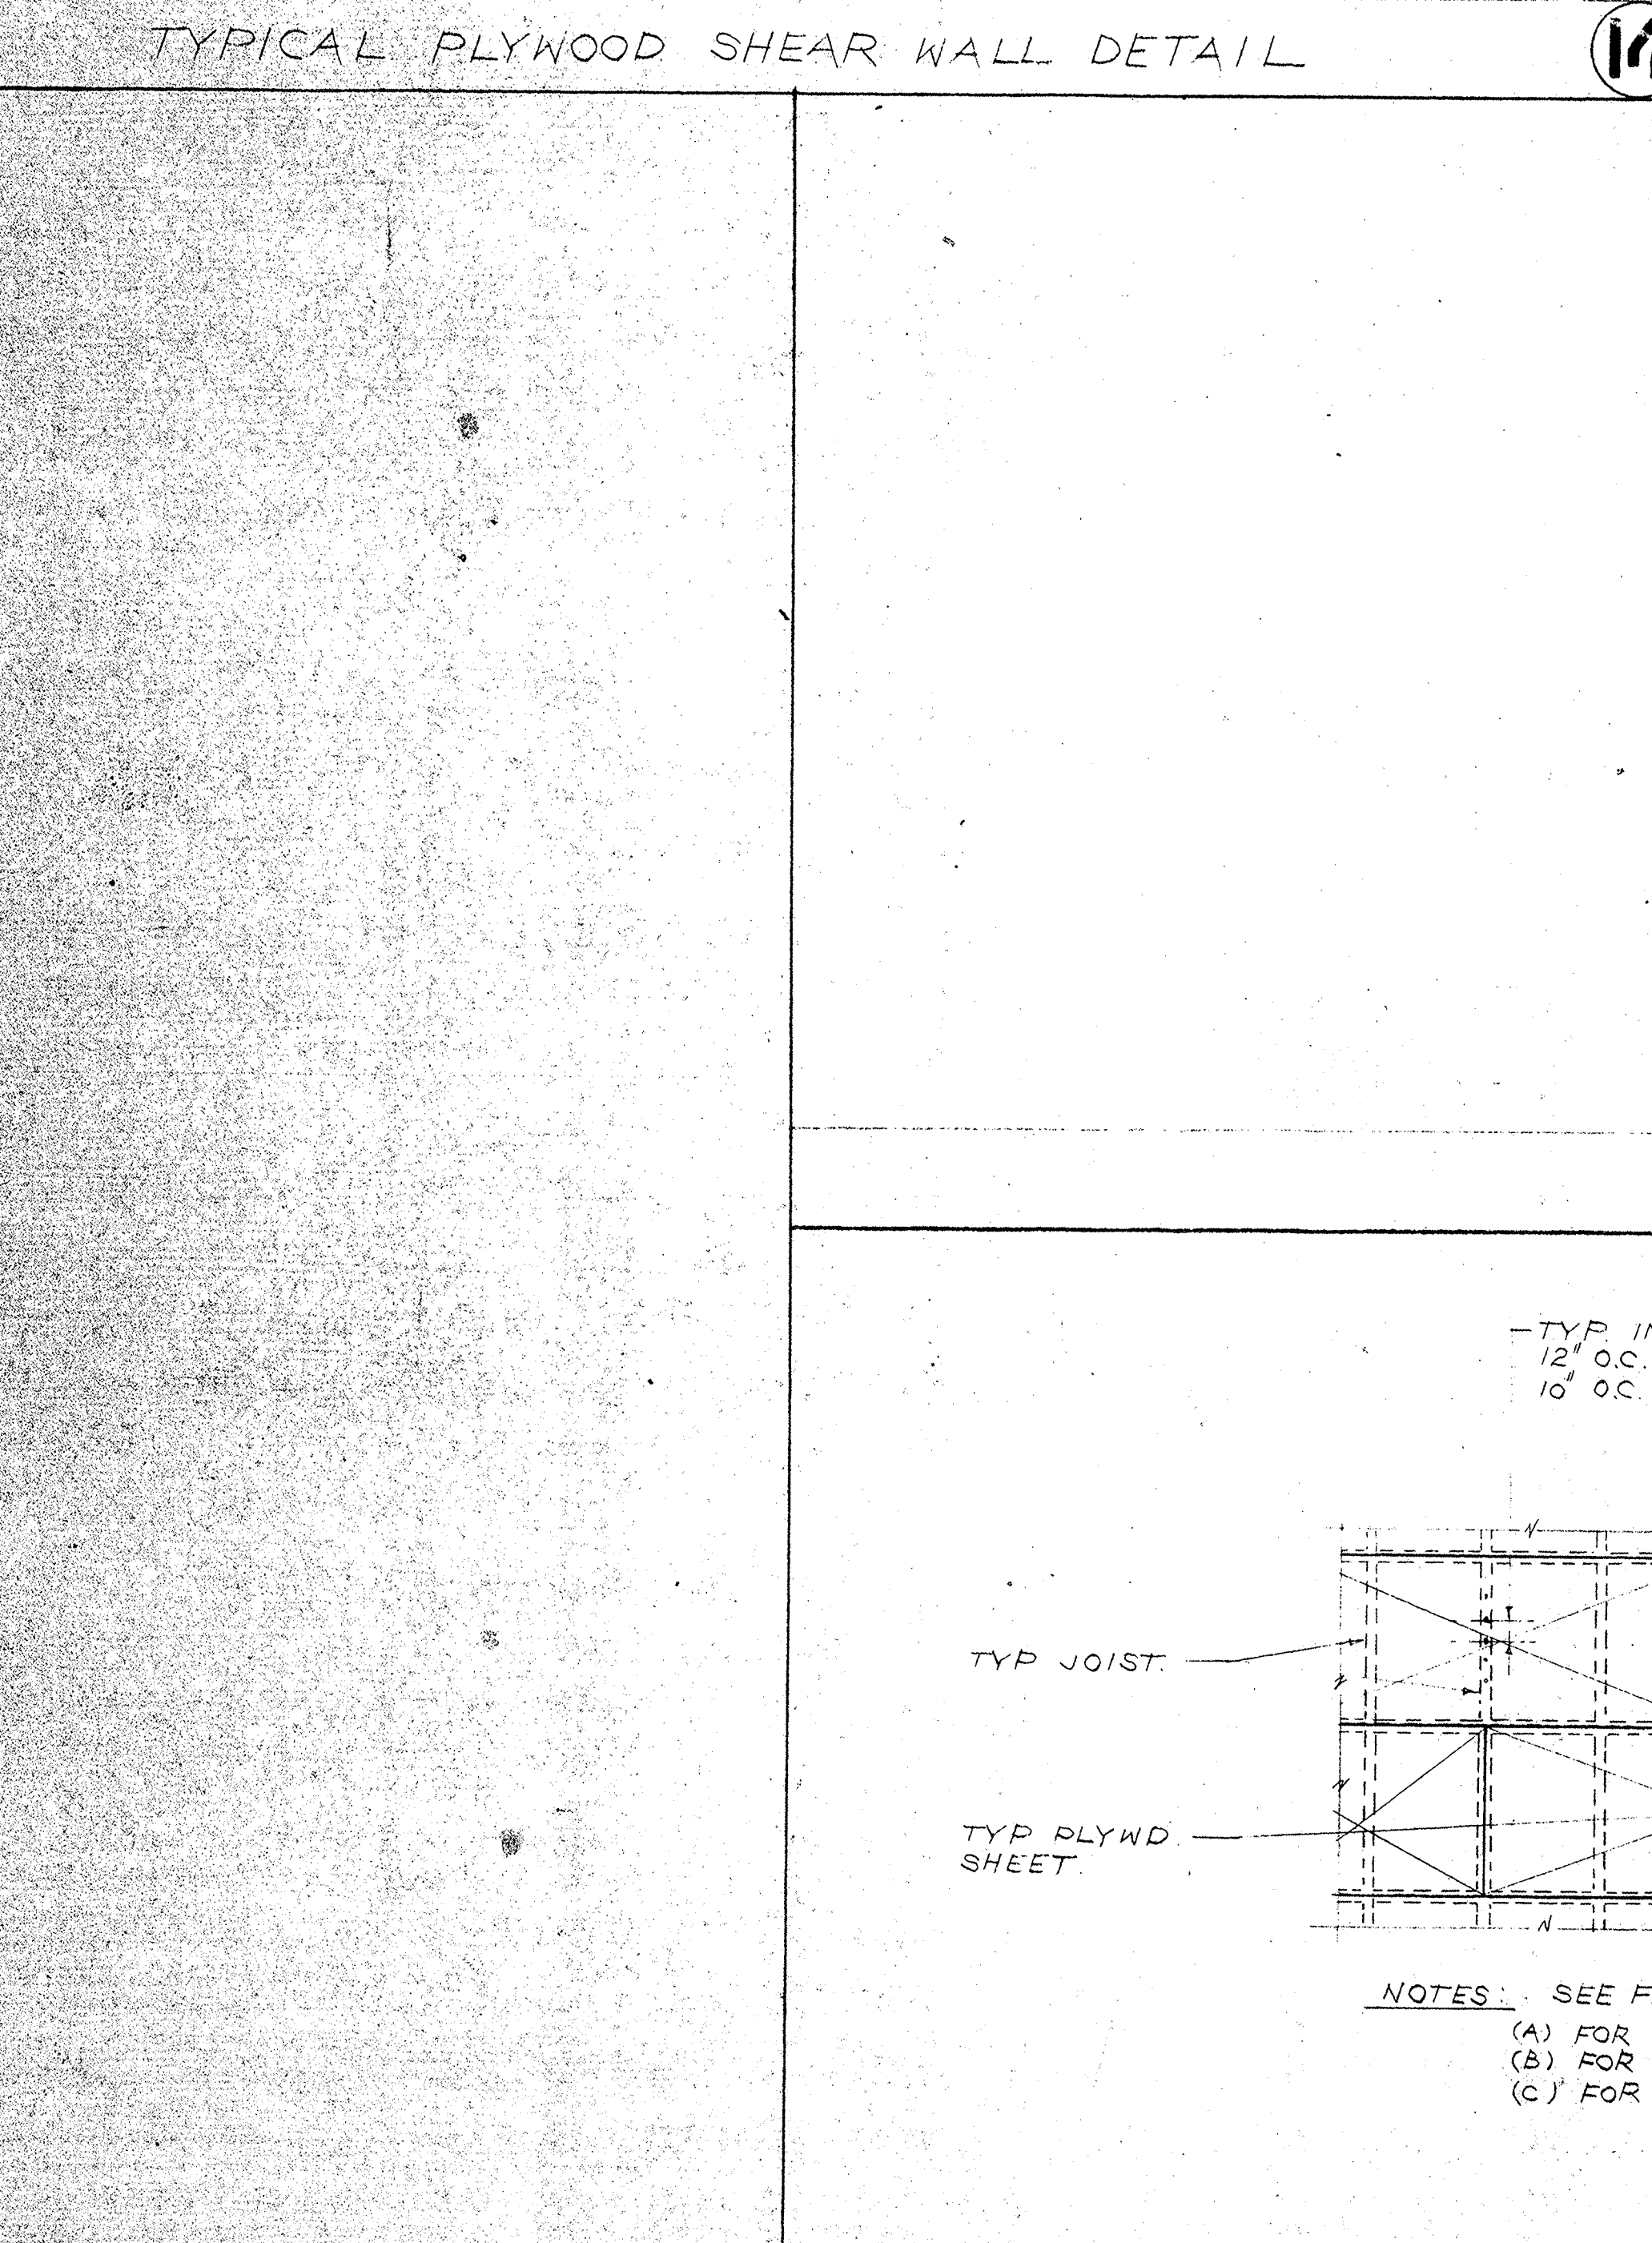 TYPICAL PLYWOOD SHEAR WALL DETAIL
TYP. 
12" O.C.
10" O.C.
TYP JOIST.
TYP PLYWD.
SHEET.
NOTES: SEE
(A) FOR
(B) FOR
(C) FOR